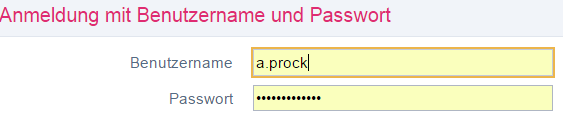 Anmeldung mit Benutzername und Passwort
Benutzername a.prock
Passwort •••••••••••••